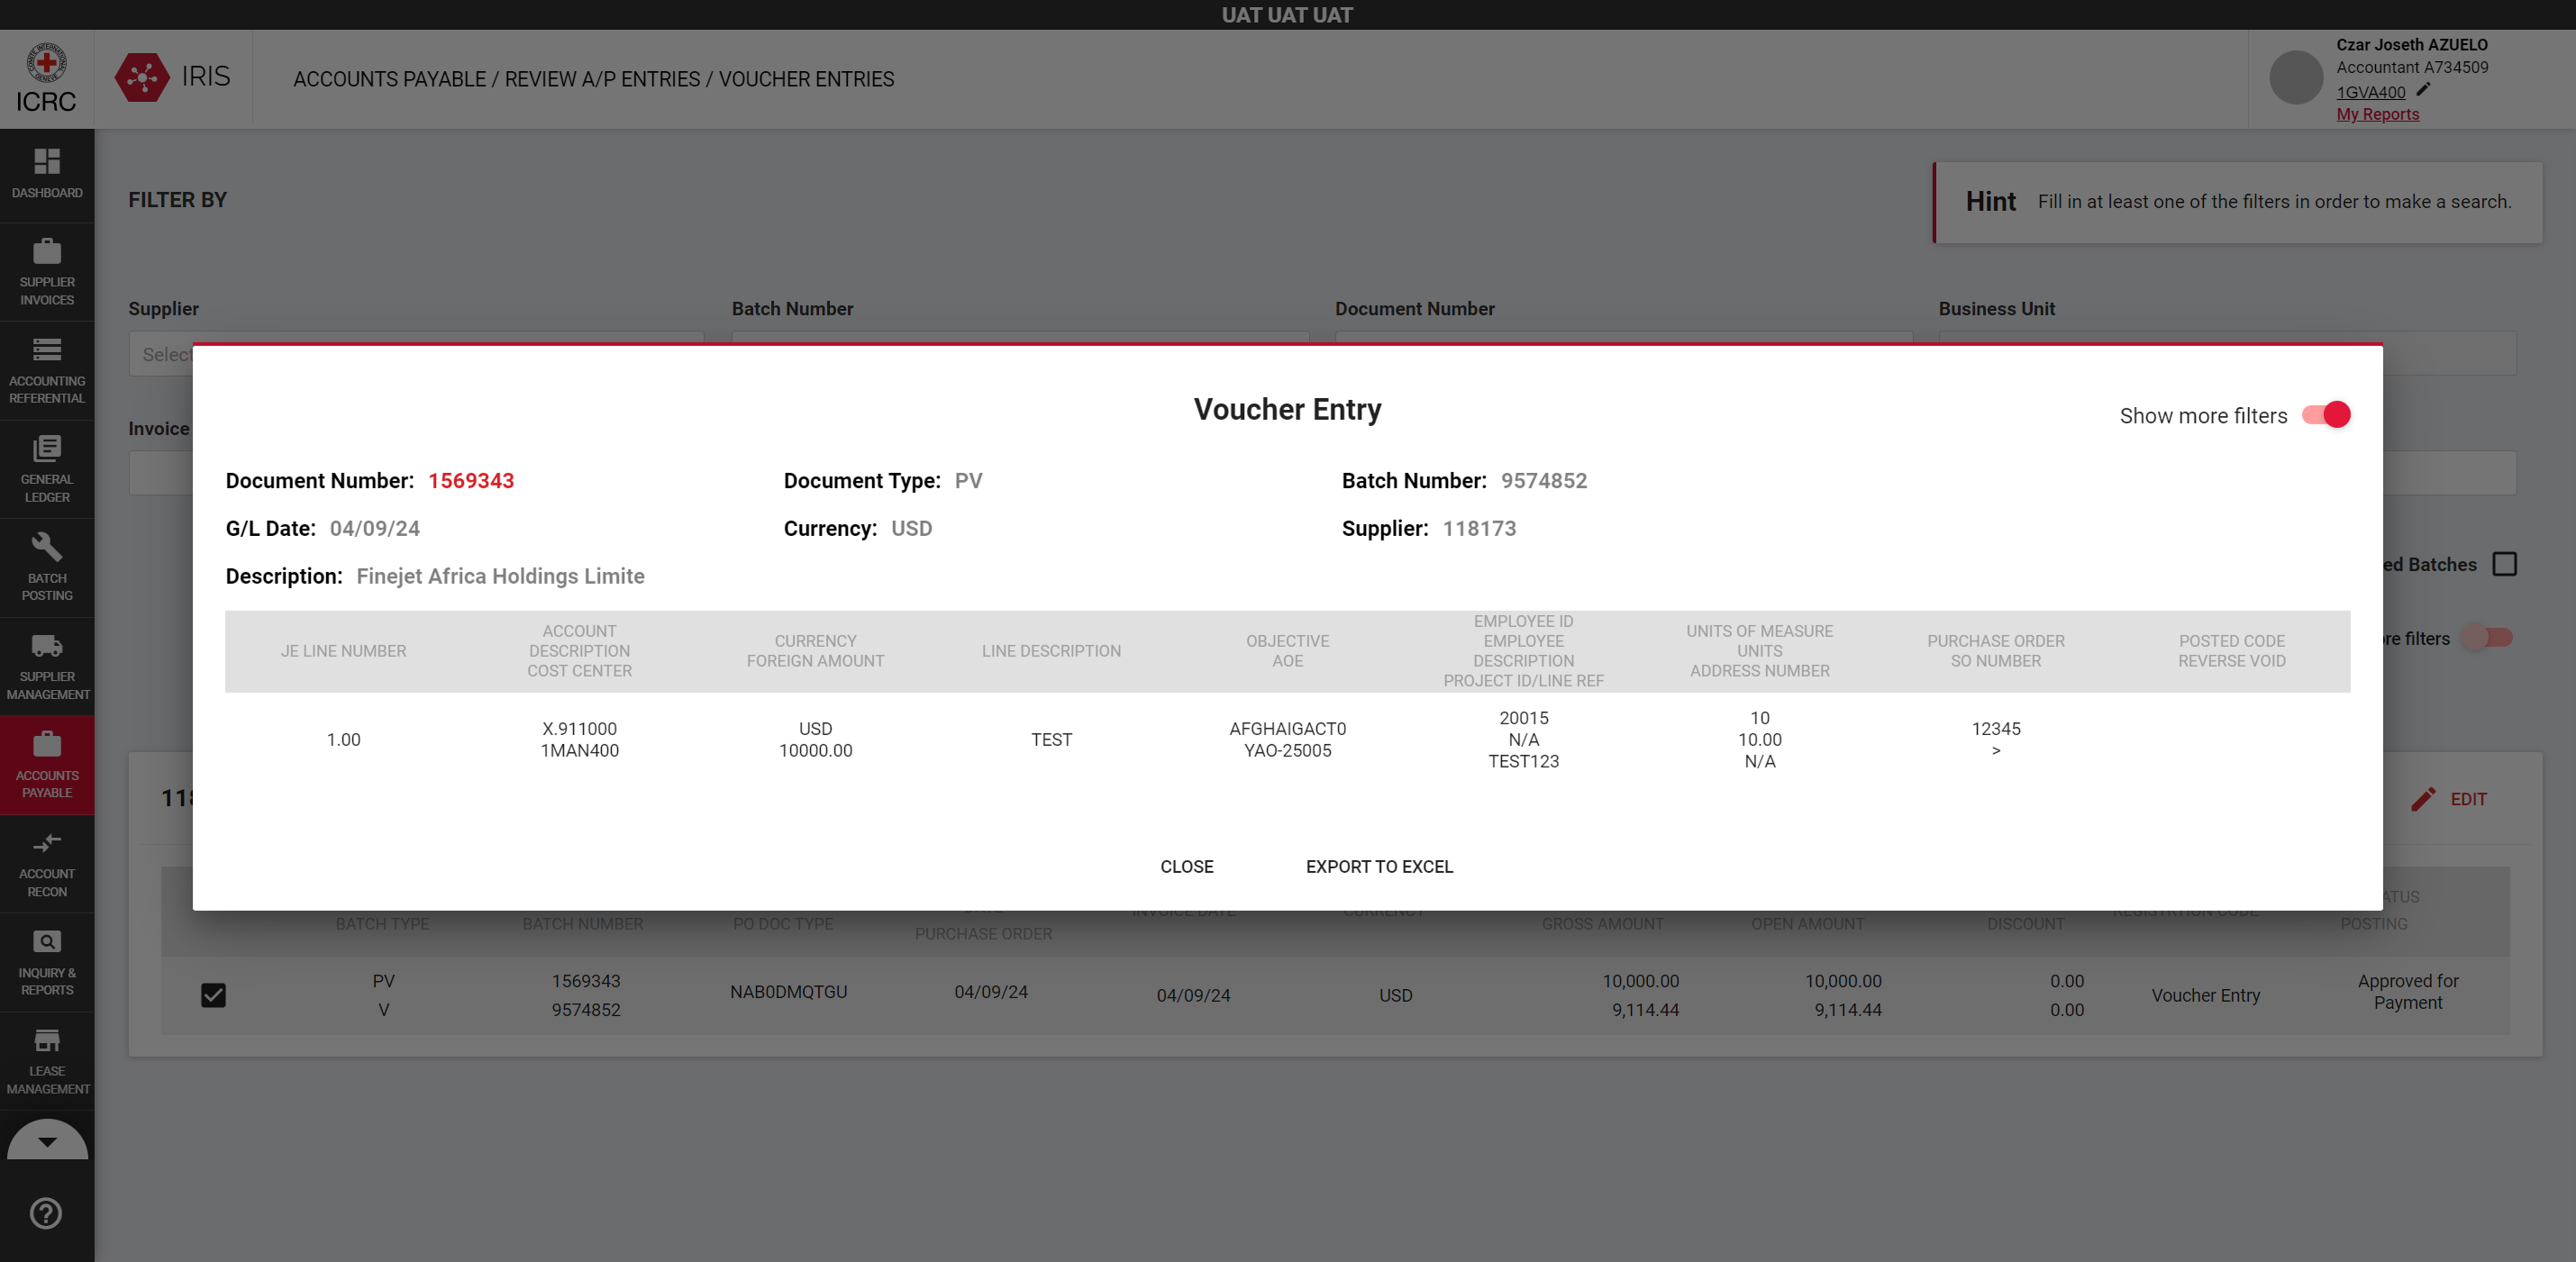 UAT UAT UAT
ICRC
IRIS
ACCOUNTS PAYABLE / REVIEW A/P ENTRIES / VOUCHER ENTRIES
Czar Joseth AZUELO
Accountant A734509
1GVA400
My Reports
DASHBOARD
SUPPLIER
INVOICES
ACCOUNTING
REFERENTIAL
GENERAL
LEDGER
BATCH
POSTING
SUPPLIER
MANAGEMENT
ACCOUNTS
PAYABLE
ACCOUNT
RECON
INQUIRY &
REPORTS
LEASE
MANAGEMENT
FILTER BY
Hint Fill in at least one of the filters in order to make a search.
Supplier Batch Number Document Number Business Unit
Select
Invoice
ed Batches
re filters
Voucher Entry
Show more filters
Document Number: 1569343 Document Type: PV Batch Number: 9574852
G/L Date: 04/09/24 Currency: USD Supplier: 118173
Description: Finejet Africa Holdings Limite
JE LINE NUMBER
ACCOUNT
DESCRIPTION
COST CENTER
CURRENCY
FOREIGN AMOUNT
LINE DESCRIPTION
OBJECTIVE
AOE
EMPLOYEE ID
EMPLOYEE
DESCRIPTION
PROJECT ID/LINE REF
UNITS OF MEASURE
UNITS
ADDRESS NUMBER
PURCHASE ORDER
SO NUMBER
POSTED CODE
REVERSE VOID
1.00
X.911000
1MAN400
USD
10000.00
TEST
AFGHAIGACT0
YAO-25005
20015
N/A
TEST123
10
10.00
N/A
12345
>
CLOSE EXPORT TO EXCEL
118
EDIT
BATCH TYPE
BATCH NUMBER
PO DOC TYPE
PURCHASE ORDER
INVOICE DATE
CURRENCY
GROSS AMOUNT
OPEN AMOUNT
DISCOUNT
REGISTRTION CODE
ATUS
POSTING
PV
V
1569343
9574852
NAB0DMQTGU
04/09/24
04/09/24
USD
10,000.00
9,114.44
10,000.00
9,114.44
0.00
0.00
Voucher Entry
Approved for
Payment